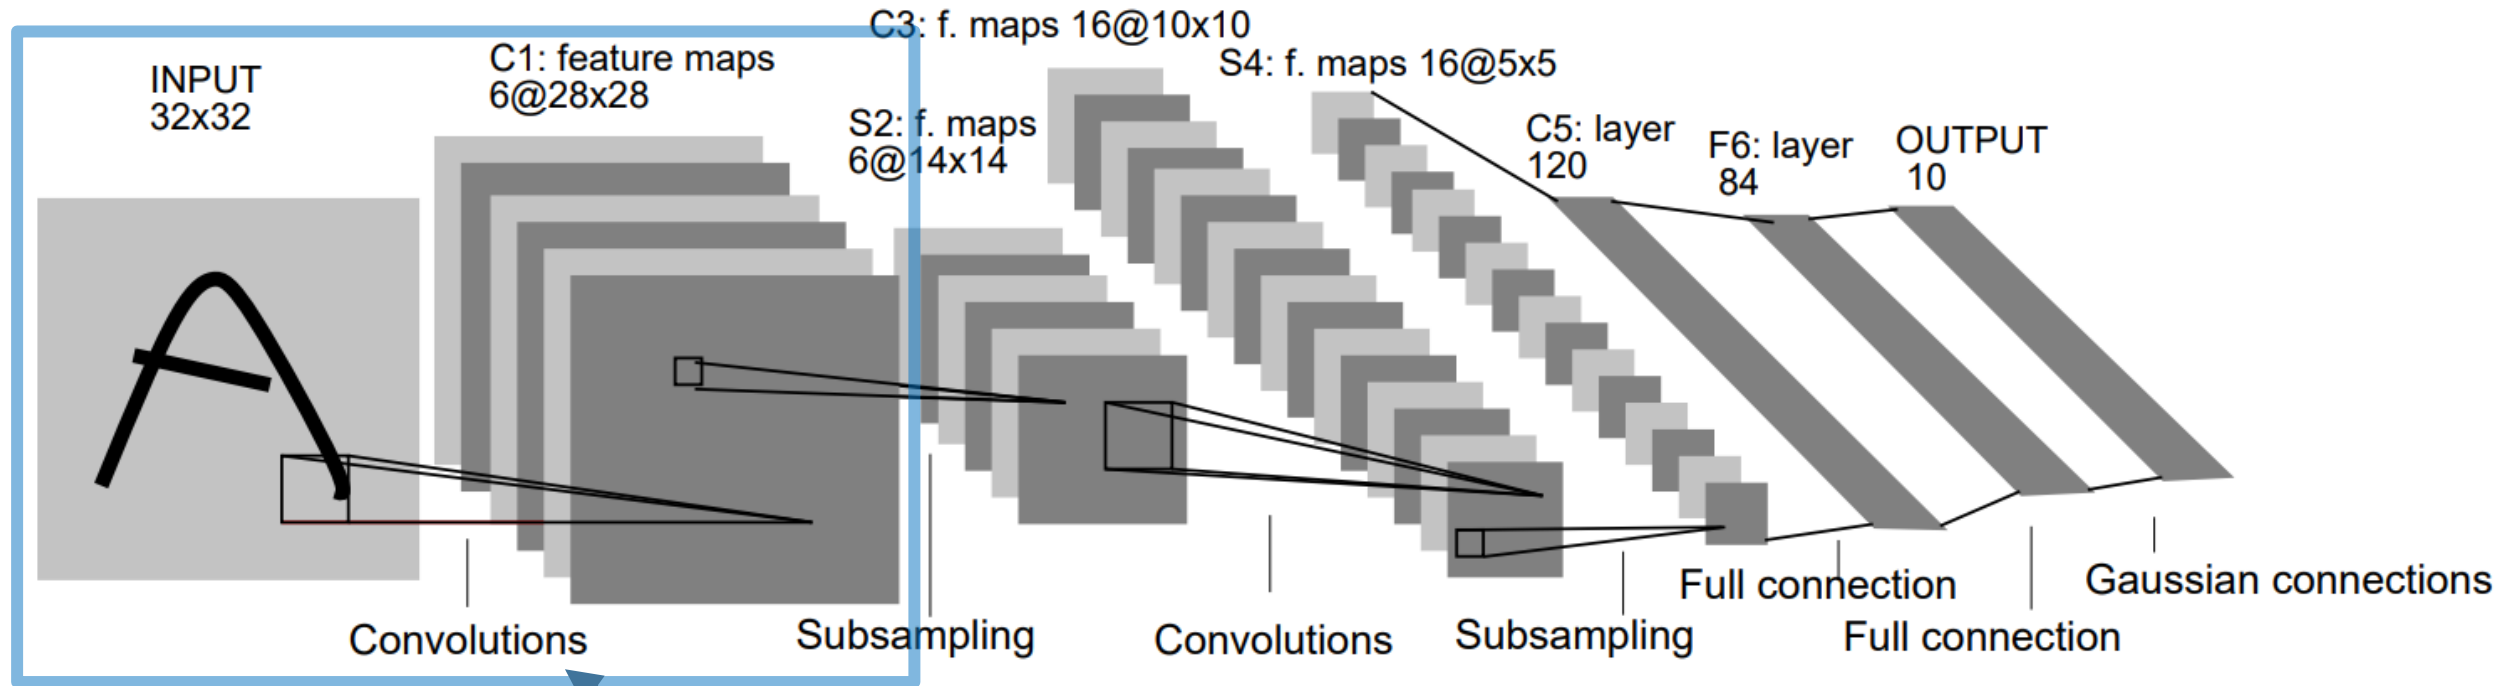 C3: f. maps 16@10x10
INPUT
32x32
C1: feature maps
6@28x28
S4: f. maps 16@5x5
S2: f. maps
6@14x14
C5: layer
120
F6: layer
84
OUTPUT
10
Convolutions
Subsampling
Convolutions
Subsampling
Full connection
Full connection
Gaussian connections